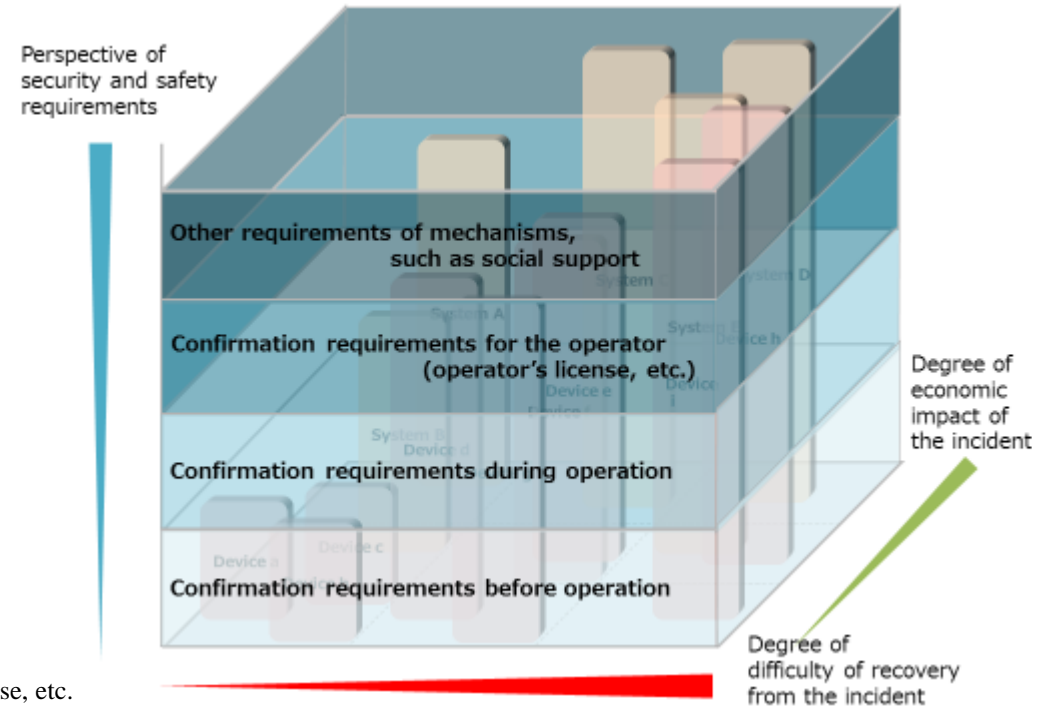 Perspective of
security and safety
requirements
Other requirements of mechanisms,
such as social support
System C
System D
System A
Confirmation requirements for the operator
(operator's license, etc.)
System E
Device h
Degree of
economic
impact of
the incident
Device e
Device
i
Device f
System B
Device d
Confirmation requirements during operation
Device c
Device a
Device b
Confirmation requirements before operation
Degree of
difficulty of recovery
from the incident
se, etc.